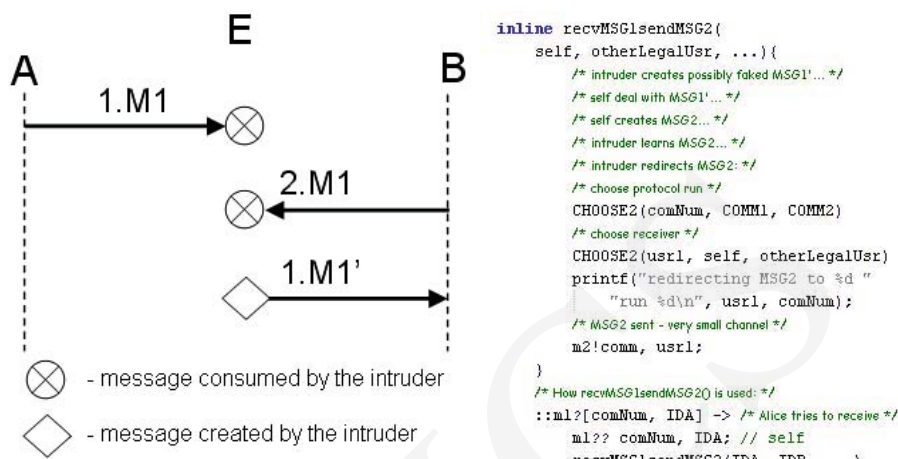 E
A
B
1.M1
2.M1
1.M1’
- message consumed by the intruder
- message created by the intruder
inline recvMSG1sendMSG2(
self, otherLegalUsr, ...){
/* intruder creates possibly faked MSG1'... */
/* self deal with MSG1'... */
/* self creates MSG2... */
/* intruder learns MSG2... */
/* intruder redirects MSG2: */
/* choose protocol run */
CHOOSE2(comNum, COMM1, COMM2)
/* choose receiver */
CHOOSE2(usr1, self, otherLegalUsr)
printf("redirecting MSG2 to %d "
"run %d\n", usr1, comNum);
/* MSG2 sent - very small channel */
m2!comm, usr1;
}
/* How recvMSG1sendMSG2() is used: */
::m1?[comNum, IDA] -> /* Alice tries to receive */
m1?? comNum, IDA; // self